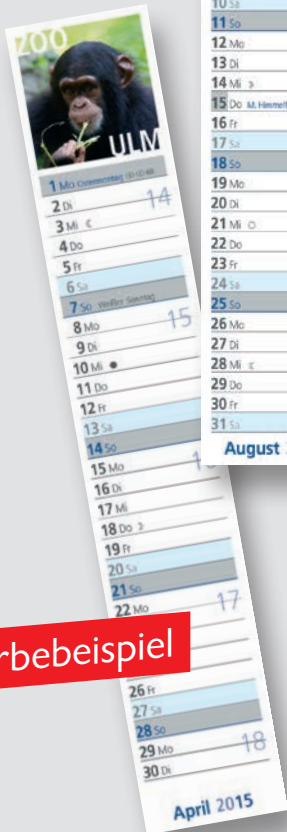 ZOO
ULM
1 Mo Ostermontag
2 Di 14
3 Mi ☾
4 Do
5 Fr
6 Sa
7 So Weißer Sonntag
8 Mo 15
9 Di
10 Mi ●
11 Do
12 Fr
13 Sa
14 So
15 Mo
16 Di
17 Mi
18 Do ☽
19 Fr
20 Sa
21 So
22 Mo 17
26 Fr
27 Sa
28 So
29 Mo 18
30 Di
April 2015
10 Sa
11 So
12 Mo
13 Di
14 Mi ☽
15 Do M. Himmelf
16 Fr
17 Sa
18 So
19 Mo
20 Di
21 Mi ○
22 Do
23 Fr
24 Sa
25 So
26 Mo
27 Di
28 Mi ☾
29 Do
30 Fr
31 Sa
August
rbebeispiel